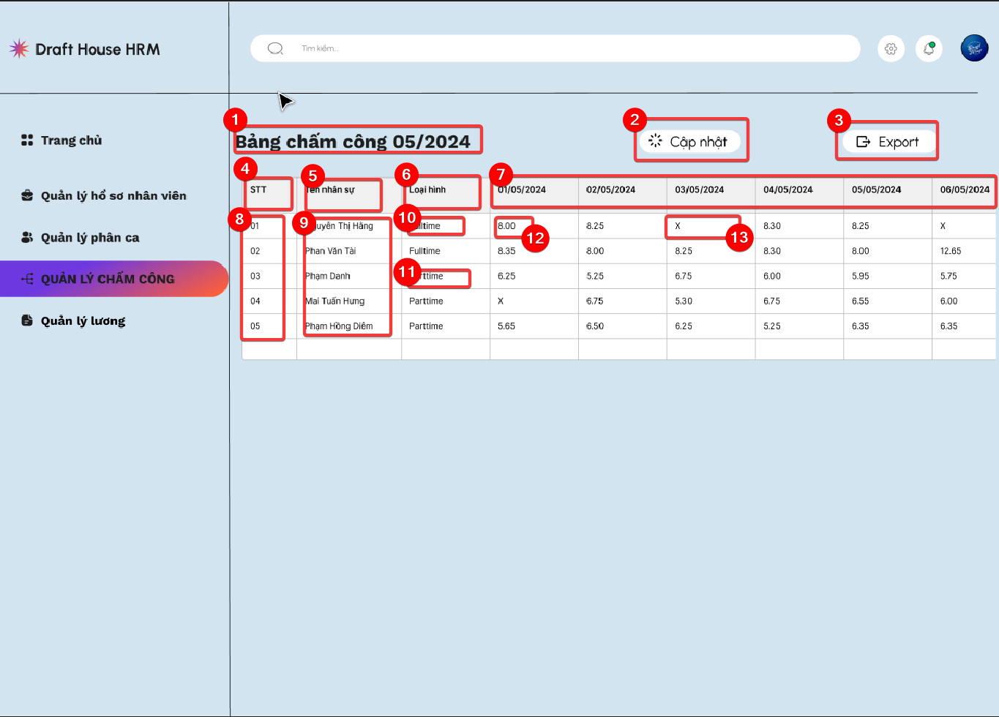 Draft House HRM
Tìm kiếm...
Trang chủ
Quản lý hồ sơ nhân viên
Quản lý phân ca
QUẢN LÝ CHẤM CÔNG
Quản lý lương
1
Bảng chấm công 05/2024
2
Cập nhật
3
Export
4 5 6 7
STT Tên nhân sự Loại hình 01/05/2024 02/05/2024 03/05/2024 04/05/2024 05/05/2024 06/05/2024
8 9 10 12 13
01 Nguyễn Thị Hằng Fulltime 8.00 8.25 X 8.30 8.25 X
02 Phan Văn Tài Fulltime 8.35 8.00 8.25 8.30 8.00 12.65
11
03 Phạm Danh Parttime 6.25 5.25 6.75 6.00 5.95 5.75
04 Mai Tuấn Hưng Parttime X 6.75 5.30 6.75 6.55 6.00
05 Phạm Hồng Diễm Parttime 5.65 6.50 6.25 5.25 6.35 6.35